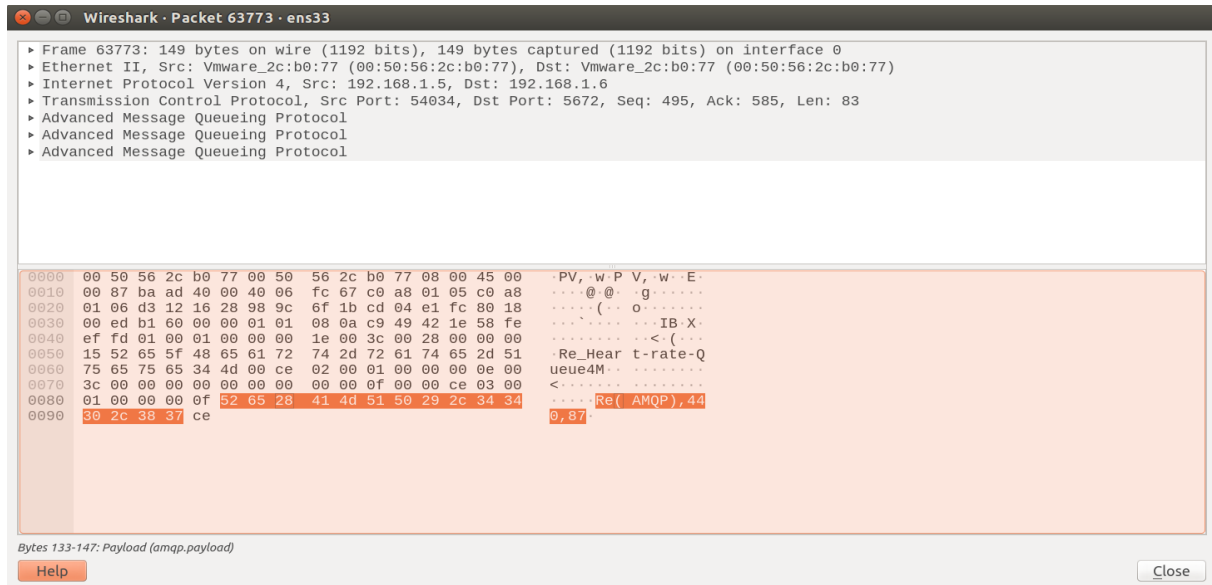 Wireshark · Packet 63773 · ens33
▸ Frame 63773: 149 bytes on wire (1192 bits), 149 bytes captured (1192 bits) on interface 0
▸ Ethernet II, Src: Vmware_2c:b0:77 (00:50:56:2c:b0:77), Dst: Vmware_2c:b0:77 (00:50:56:2c:b0:77)
▸ Internet Protocol Version 4, Src: 192.168.1.5, Dst: 192.168.1.6
▸ Transmission Control Protocol, Src Port: 54034, Dst Port: 5672, Seq: 495, Ack: 585, Len: 83
▸ Advanced Message Queueing Protocol
▸ Advanced Message Queueing Protocol
▸ Advanced Message Queueing Protocol
0000 00 50 56 2c b0 77 00 50 56 2c b0 77 08 00 45 00 ·PV,·w·P V,·w··E·
0010 00 87 ba ad 40 00 40 06 fc 67 c0 a8 01 05 c0 a8 ····@·@· ·g······
0020 01 06 d3 12 16 28 98 9c 6f 1b cd 04 e1 fc 80 18 ·····(·· o·······
0030 00 ed b1 60 00 00 01 01 08 0a c9 49 42 1e 58 fe ···`···· ···IB·X·
0040 ef fd 01 00 01 00 00 00 1e 00 3c 00 28 00 00 00 ········ ··<·(···
0050 15 52 65 5f 48 65 61 72 74 2d 72 61 74 65 2d 51 ·Re_Hear t-rate-Q
0060 75 65 75 65 34 4d 00 ce 02 00 01 00 00 00 0e 00 ueue4M·· ········
0070 3c 00 00 00 00 00 00 00 00 00 0f 00 00 ce 03 00 <······· ········
0080 01 00 00 00 0f 52 65 28 41 4d 51 50 29 2c 34 34 ·····Re( AMQP),44
0090 30 2c 38 37 ce 0,87·
Bytes 133-147: Payload (amqp.payload)
Help
Close